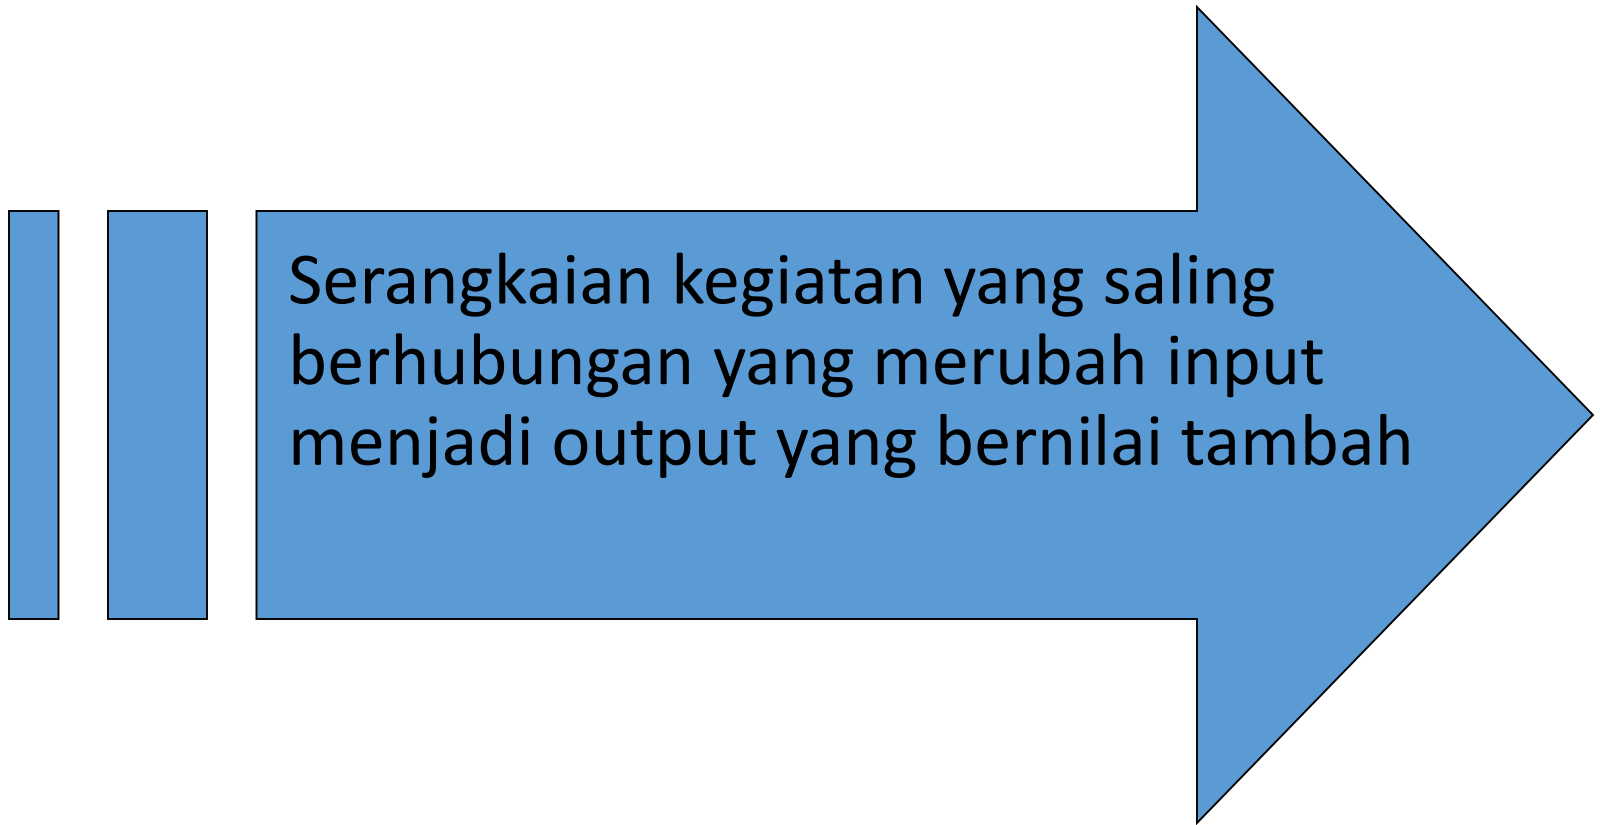 Serangkaian kegiatan yang saling
berhubungan yang merubah input
menjadi output yang bernilai tambah